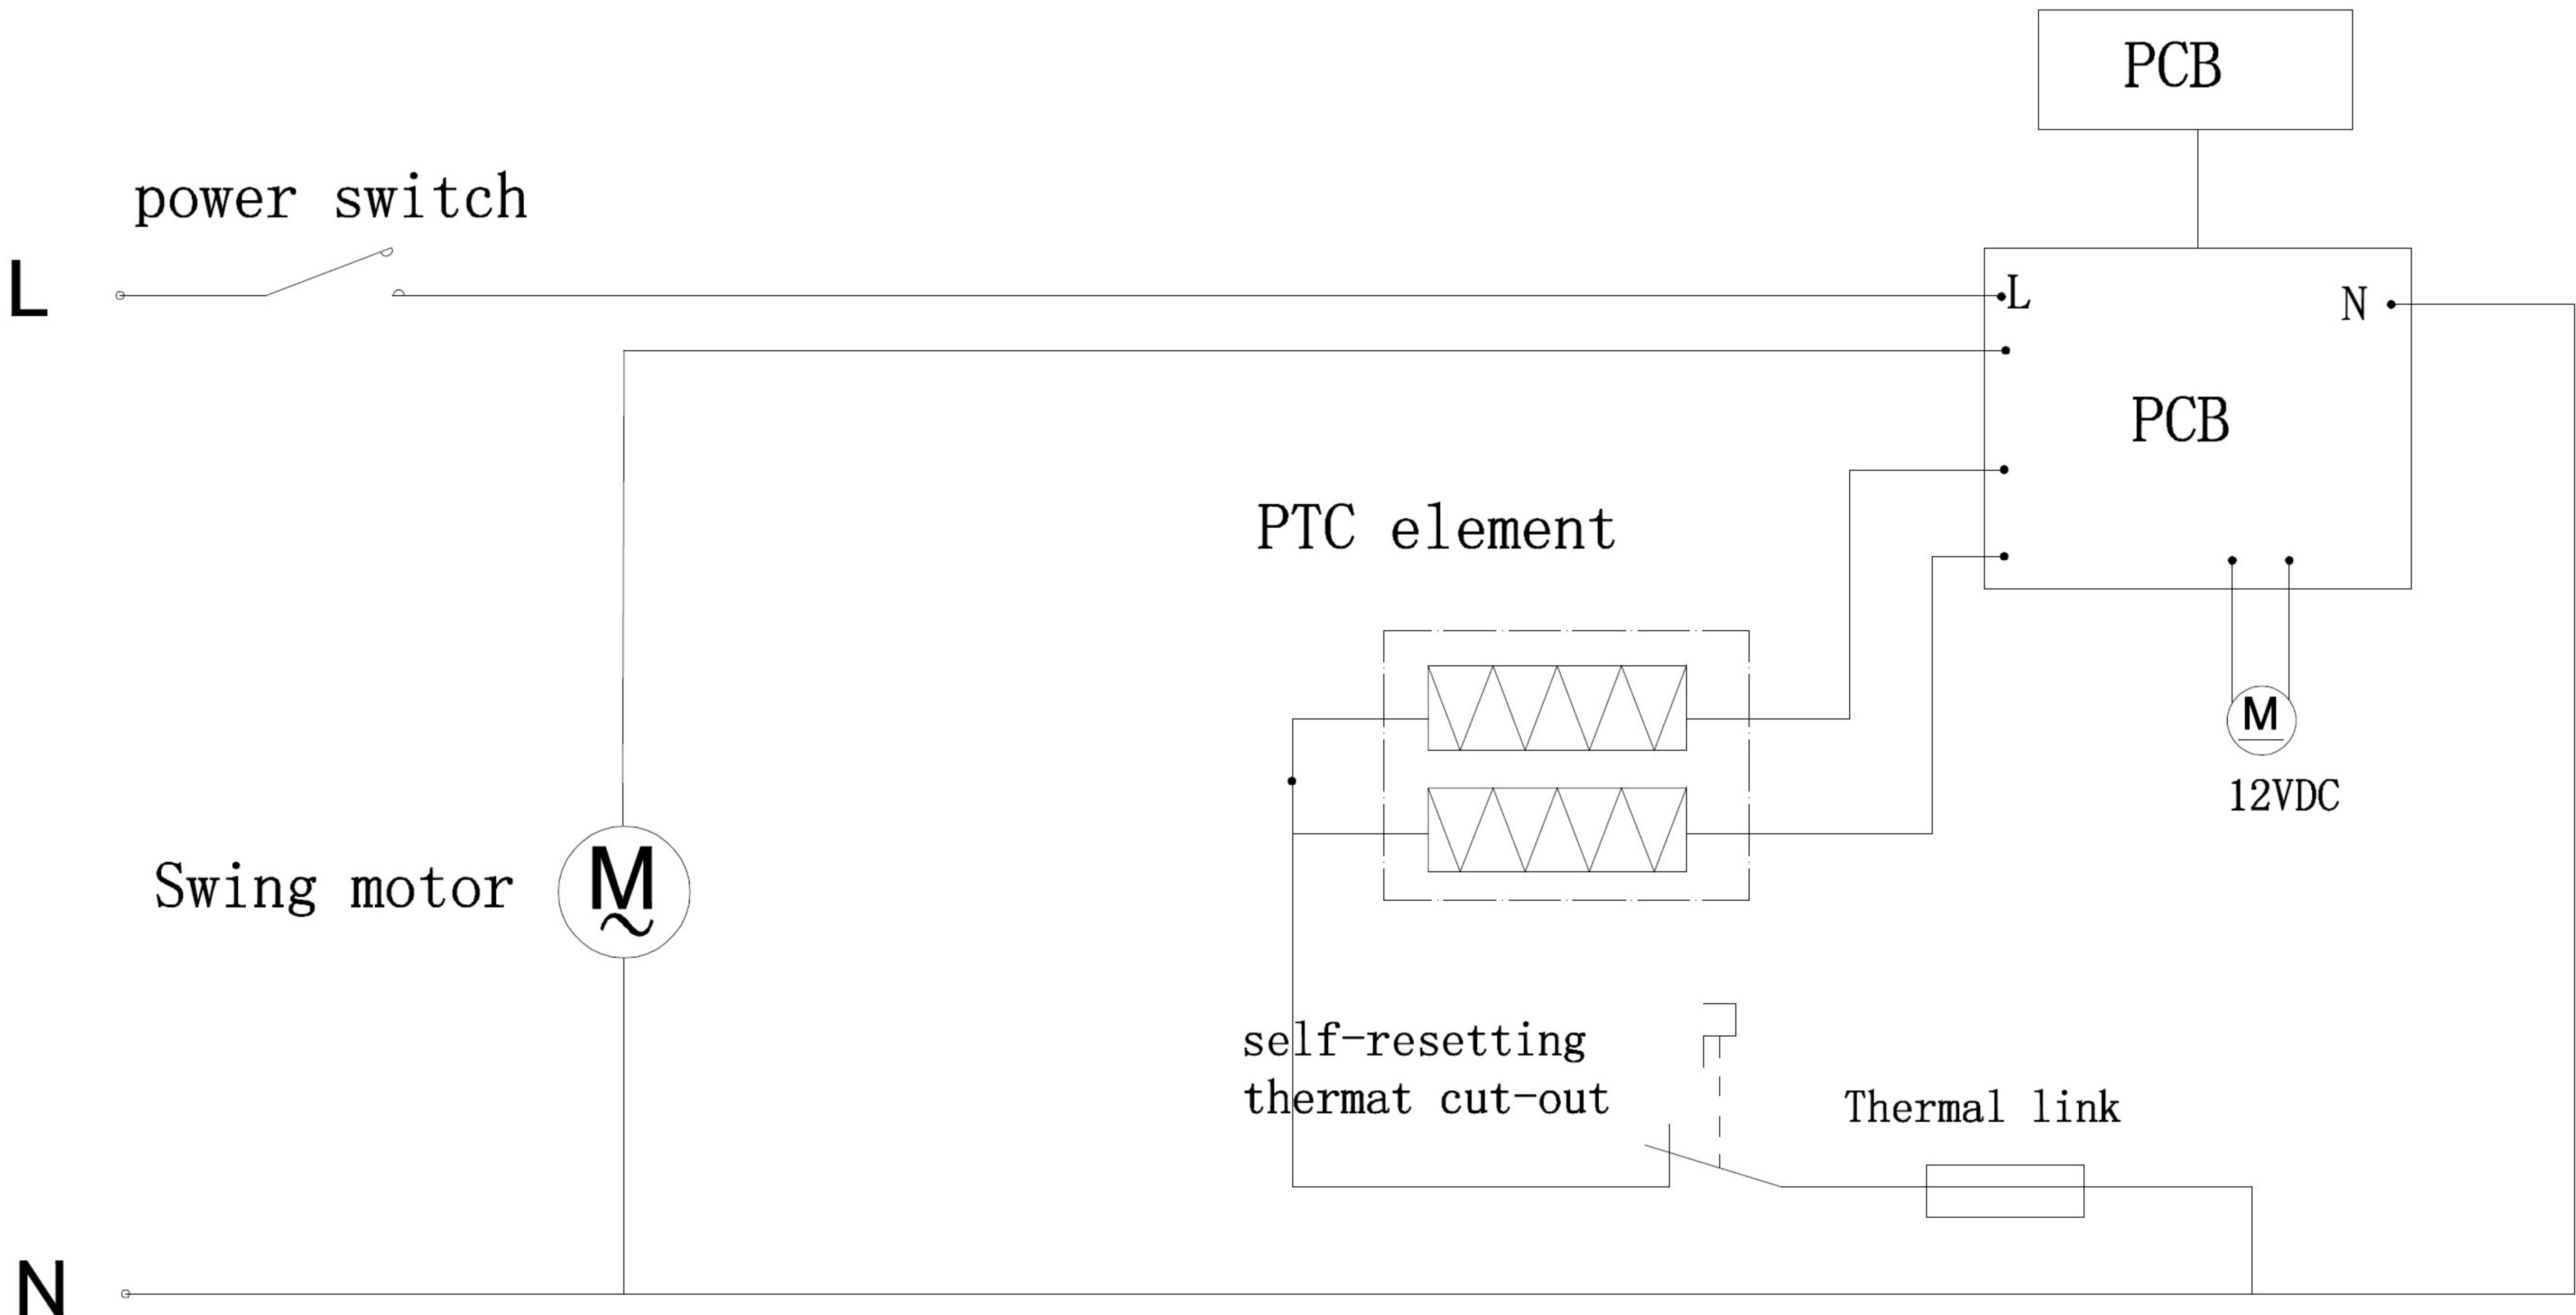 PCB
power switch
L
L
N
PCB
PTC element
M
12VDC
Swing motor
M
~
self-resetting
thermat cut-out
Thermal link
N